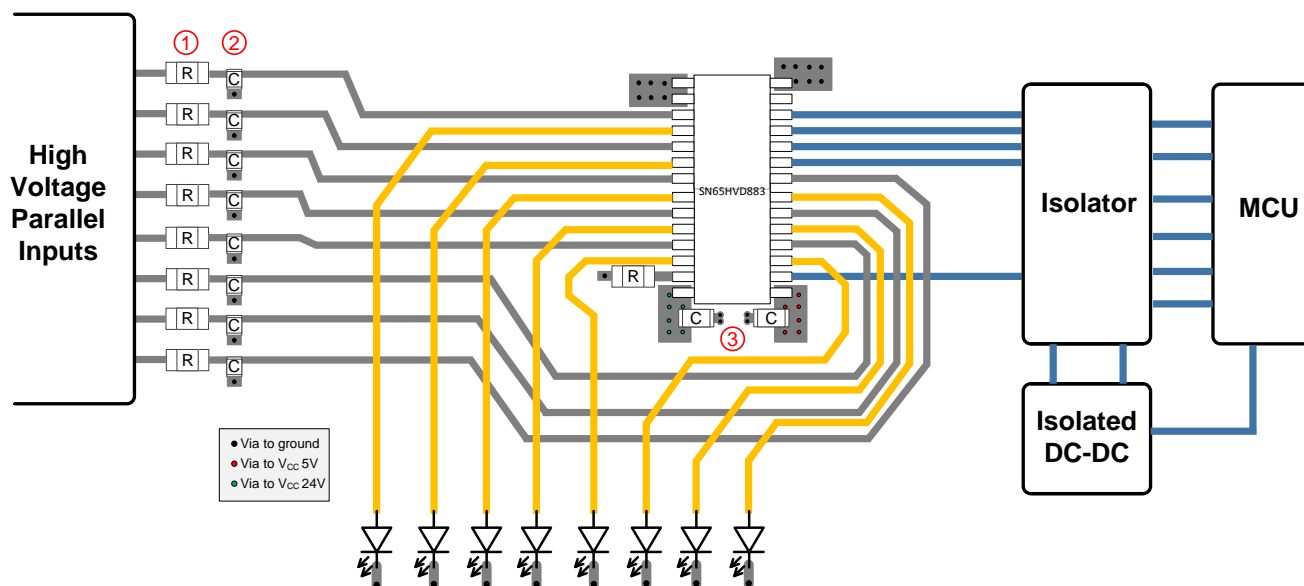 ① ②
R C
R C
R C
R C
R C
R C
R C
R C
High
Voltage
Parallel
Inputs
SN65HVD883
R
C C
③
Isolator
MCU
Isolated
DC-DC
Via to ground
Via to VCC 5V
Via to VCC 24V